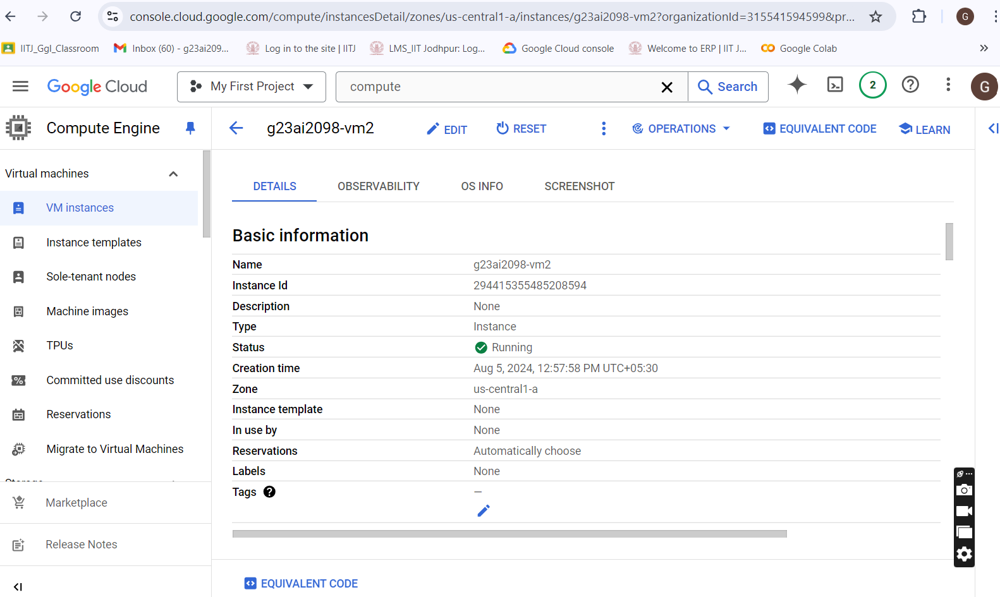 console.cloud.google.com/compute/instancesDetail/zones/us-central1-a/instances/g23ai2098-vm2?organizationId=315541594599&pr... G
IITJ_Ggl_Classroom Inbox (60) - g23ai209... Log in to the site | IITJ LMS_IIT Jodhpur: Log... Google Cloud console Welcome to ERP | IIT J... Google Colab
Google Cloud My First Project compute Search 2 G
Compute Engine g23ai2098-vm2 EDIT RESET OPERATIONS EQUIVALENT CODE LEARN
Virtual machines
VM instances
Instance templates
Sole-tenant nodes
Machine images
TPUs
Committed use discounts
Reservations
Migrate to Virtual Machines
Storage
Marketplace
Release Notes
DETAILS OBSERVABILITY OS INFO SCREENSHOT
Basic information
Name g23ai2098-vm2
Instance Id 294415355485208594
Description None
Type Instance
Status Running
Creation time Aug 5, 2024, 12:57:58 PM UTC+05:30
Zone us-central1-a
Instance template None
In use by None
Reservations Automatically choose
Labels None
Tags —
EQUIVALENT CODE